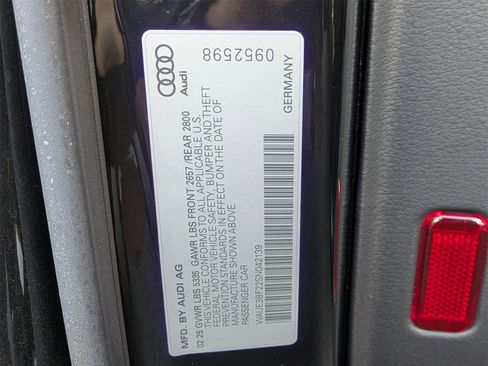 MFD. BY AUDI AG
02 25 GVWR LBS 5335 GAWR LBS FRONT 2657/REAR 2800
THIS VEHICLE CONFORMS TO ALL APPLICABLE U.S.
FEDERAL MOTOR VEHICLE SAFETY, BUMPER AND THEFT
PREVENTION STANDARDS IN EFFECT ON THE DATE OF
MANUFACTURE SHOWN ABOVE.
PASSENGER CAR
WAUE3BF22SN042139
GERMANY
Audi
0952598